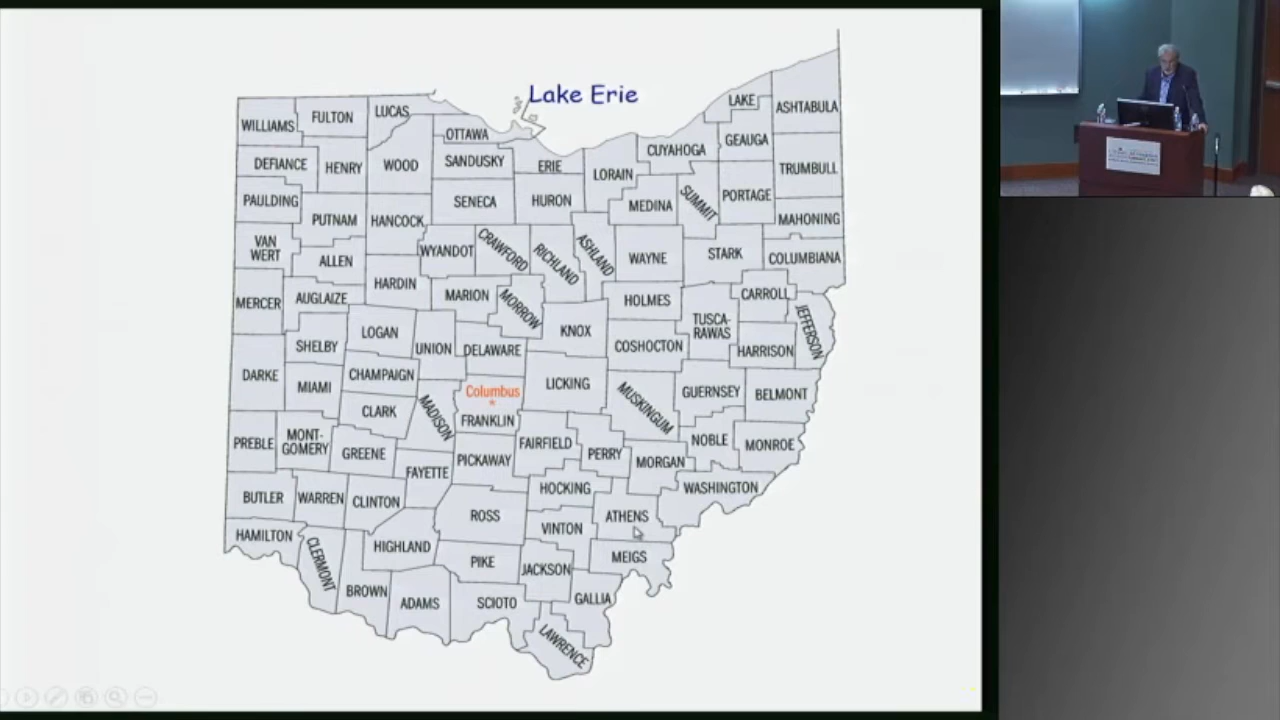 Lake Erie
WILLIAMS
FULTON
LUCAS
OTTAWA
LAKE
ASHTABULA
DEFIANCE
HENRY
WOOD
SANDUSKY
ERIE
LORAIN
CUYAHOGA
GEAUGA
TRUMBULL
PAULDING
PUTNAM
HANCOCK
SENECA
HURON
MEDINA
SUMMIT
PORTAGE
MAHONING
VAN
WERT
ALLEN
WYANDOT
CRAWFORD
RICHLAND
ASHLAND
WAYNE
STARK
COLUMBIANA
MERCER
AUGLAIZE
HARDIN
MARION
MORROW
HOLMES
CARROLL
JEFFERSON
SHELBY
LOGAN
UNION
DELAWARE
KNOX
COSHOCTON
TUSCA-
RAWAS
HARRISON
DARKE
MIAMI
CHAMPAIGN
Columbus
LICKING
MUSKINGUM
GUERNSEY
BELMONT
CLARK
MADISON
FRANKLIN
PREBLE
MONT-
GOMERY
GREENE
FAYETTE
PICKAWAY
FAIRFIELD
PERRY
MORGAN
NOBLE
MONROE
BUTLER
WARREN
CLINTON
ROSS
HOCKING
WASHINGTON
VINTON
ATHENS
HAMILTON
CLERMONT
HIGHLAND
PIKE
JACKSON
MEIGS
BROWN
ADAMS
SCIOTO
GALLIA
LAWRENCE